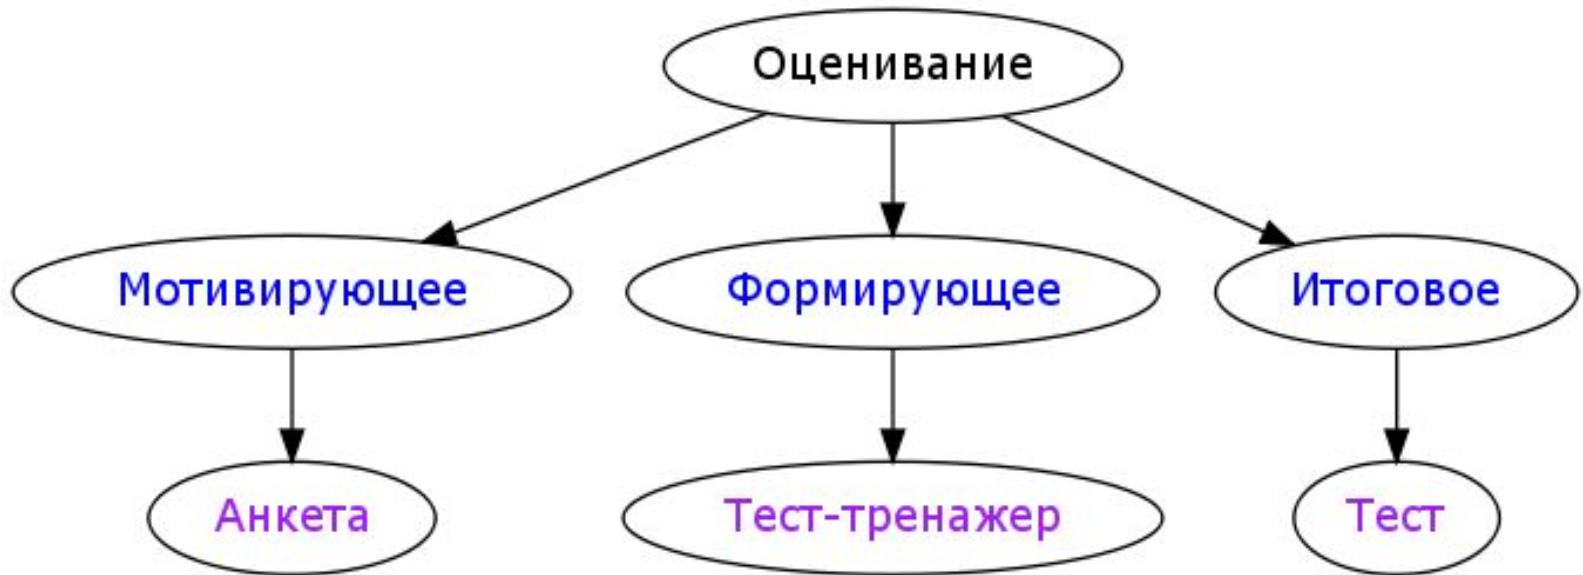 Оценивание
Мотивирующее
Формирующее
Итоговое
Анкета
Тест-тренажер
Тест